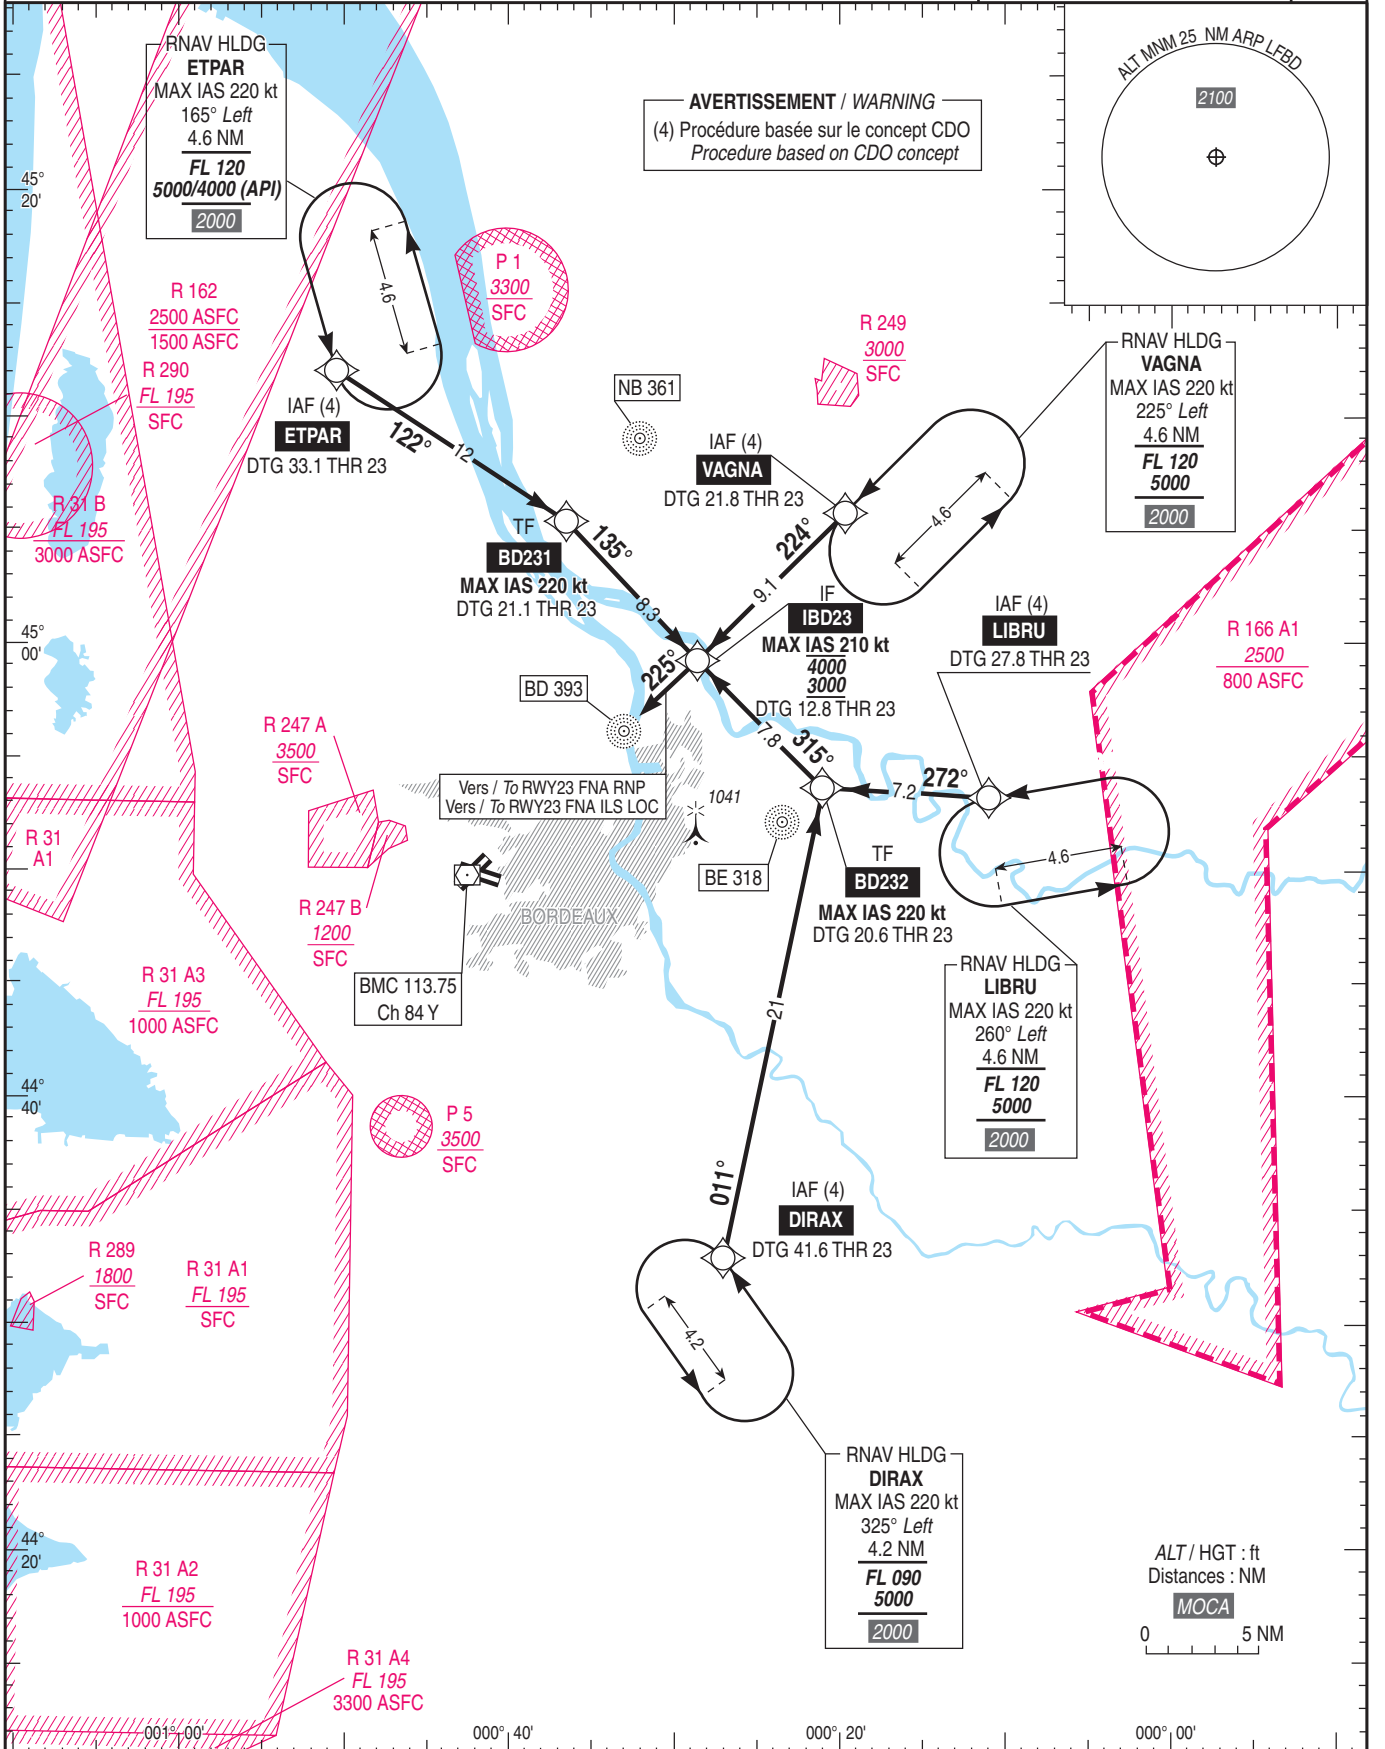 RNAV HLDG
ETPAR
MAX IAS 220 kt
165° Left
4.6 NM
FL 120
5000/4000 (API)
2000
AVERTISSEMENT / WARNING
(4) Procédure basée sur le concept CDO
Procedure based on CDO concept
ALT MNM 25 NM ARP LFBD
2100
45°
20'
4.6
P 1
3300
SFC
R 162
2500 ASFC
1500 ASFC
R 290
FL 195
SFC
R 249
3000
SFC
RNAV HLDG
VAGNA
MAX IAS 220 kt
225° Left
4.6 NM
FL 120
5000
2000
NB 361
IAF (4)
ETPAR
DTG 33.1 THR 23
122°
12
IAF (4)
VAGNA
DTG 21.8 THR 23
4.6
R 31 B
FL 195
3000 ASFC
TF
BD231
MAX IAS 220 kt
DTG 21.1 THR 23
135°
8.3
224°
9.1
IF
IBD23
MAX IAS 210 kt
4000
3000
DTG 12.8 THR 23
IAF (4)
LIBRU
DTG 27.8 THR 23
R 166 A1
2500
800 ASFC
45°
00'
225°
BD 393
R 247 A
3500
SFC
7.8
315°
7.2
272°
Vers / To RWY23 FNA RNP
Vers / To RWY23 FNA ILS LOC
1041
R 31
A1
4.6
BE 318
TF
BD232
MAX IAS 220 kt
DTG 20.6 THR 23
R 247 B
1200
SFC
BORDEAUX
BMC 113.75
Ch 84 Y
R 31 A3
FL 195
1000 ASFC
RNAV HLDG
LIBRU
MAX IAS 220 kt
260° Left
4.6 NM
FL 120
5000
2000
21
44°
40'
P 5
3500
SFC
011°
IAF (4)
DIRAX
DTG 41.6 THR 23
R 289
1800
SFC
R 31 A1
FL 195
SFC
4.2
RNAV HLDG
DIRAX
MAX IAS 220 kt
325° Left
4.2 NM
FL 090
5000
2000
44°
20'
R 31 A2
FL 195
1000 ASFC
ALT / HGT : ft
Distances : NM
MOCA
0 5 NM
R 31 A4
FL 195
3300 ASFC
001° 00'
000° 40'
000° 20'
000° 00'